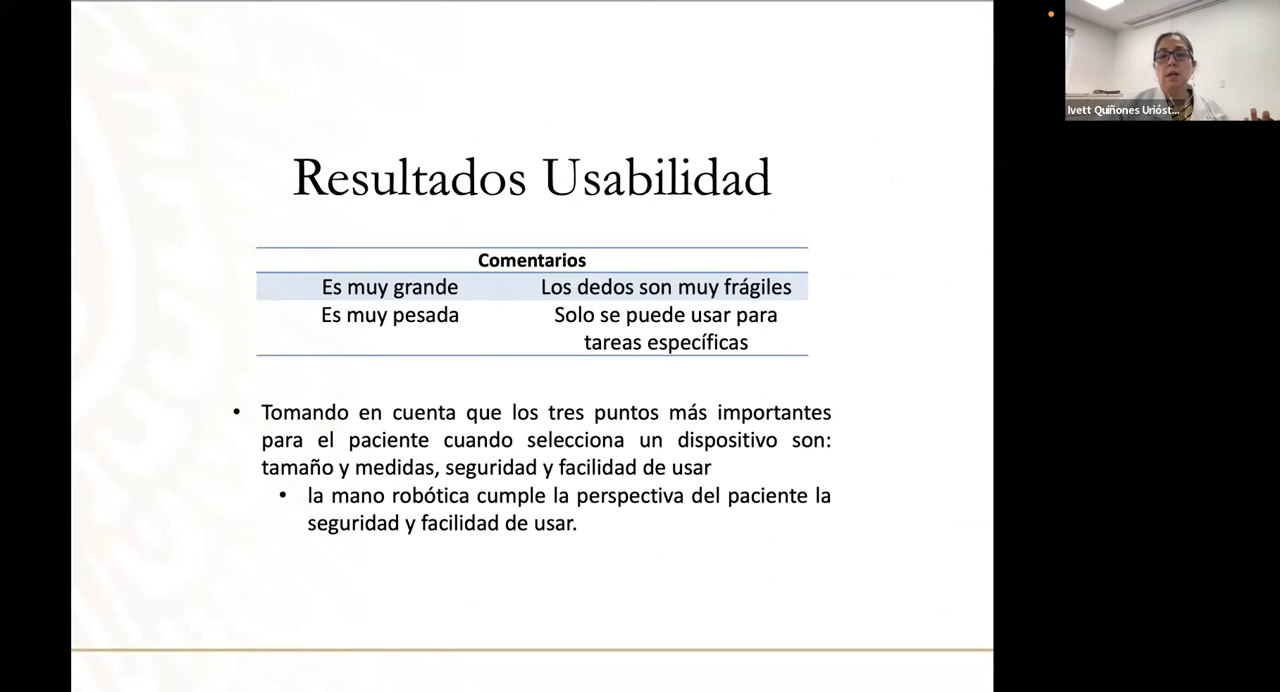 Ivett Quiñones Urióst...
Resultados Usabilidad
Comentarios
Es muy grande Los dedos son muy frágiles
Es muy pesada Solo se puede usar para
tareas específicas
• Tomando en cuenta que los tres puntos más importantes
para el paciente cuando selecciona un dispositivo son:
tamaño y medidas, seguridad y facilidad de usar
• la mano robótica cumple la perspectiva del paciente la
seguridad y facilidad de usar.